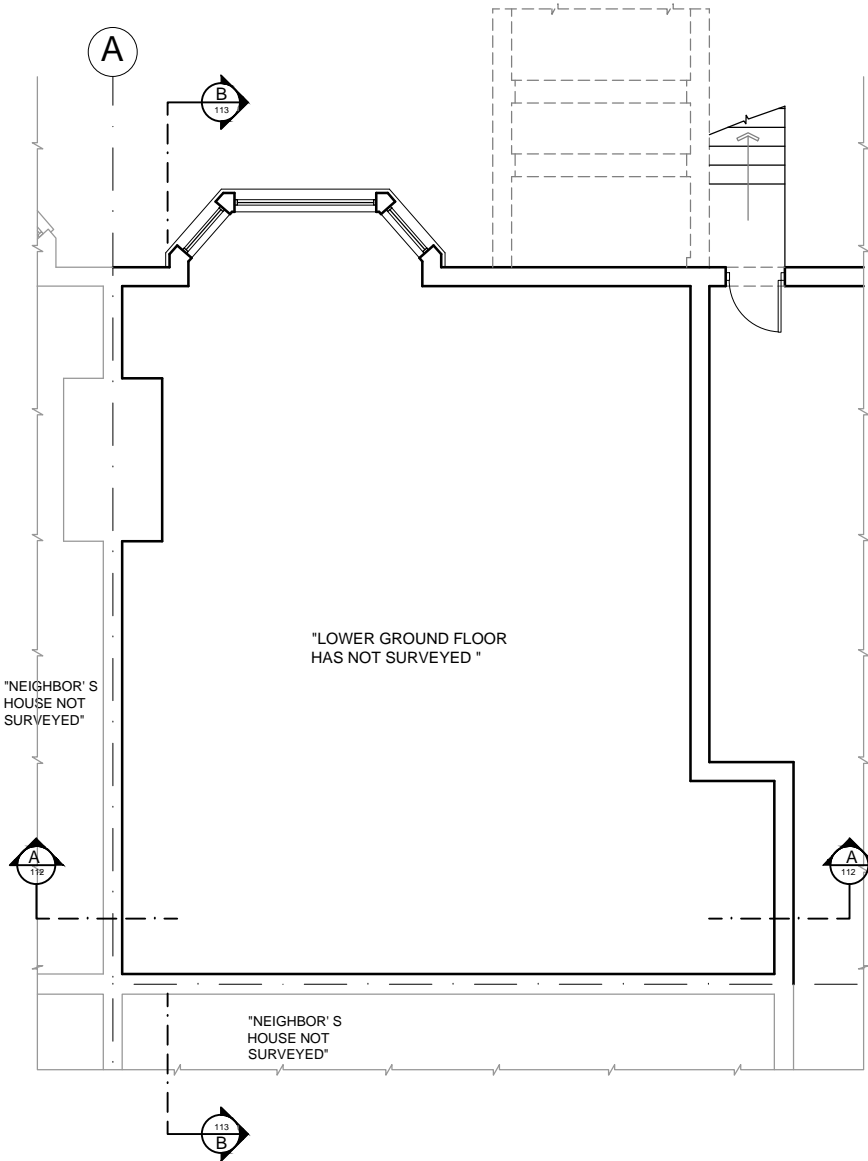 A
B
113
"LOWER GROUND FLOOR
HAS NOT SURVEYED "
"NEIGHBOR' S
HOUSE NOT
SURVEYED"
A
112
A
112
"NEIGHBOR' S
HOUSE NOT
SURVEYED"
113
B